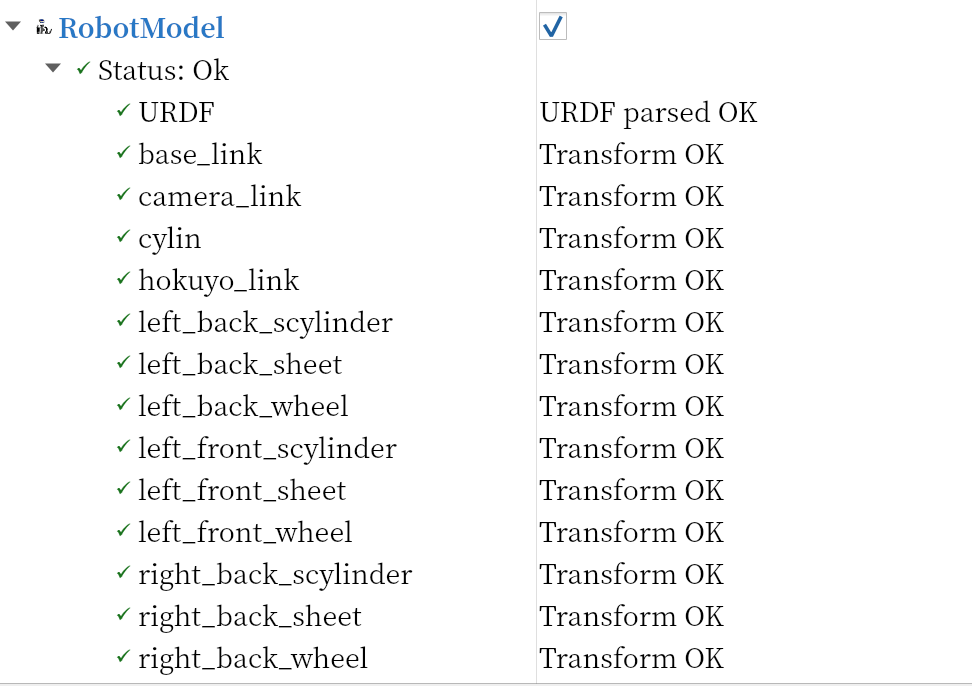 RobotModel
Status: Ok
URDF URDF parsed OK
base_link Transform OK
camera_link Transform OK
cylin Transform OK
hokuyo_link Transform OK
left_back_scylinder Transform OK
left_back_sheet Transform OK
left_back_wheel Transform OK
left_front_scylinder Transform OK
left_front_sheet Transform OK
left_front_wheel Transform OK
right_back_scylinder Transform OK
right_back_sheet Transform OK
right_back_wheel Transform OK